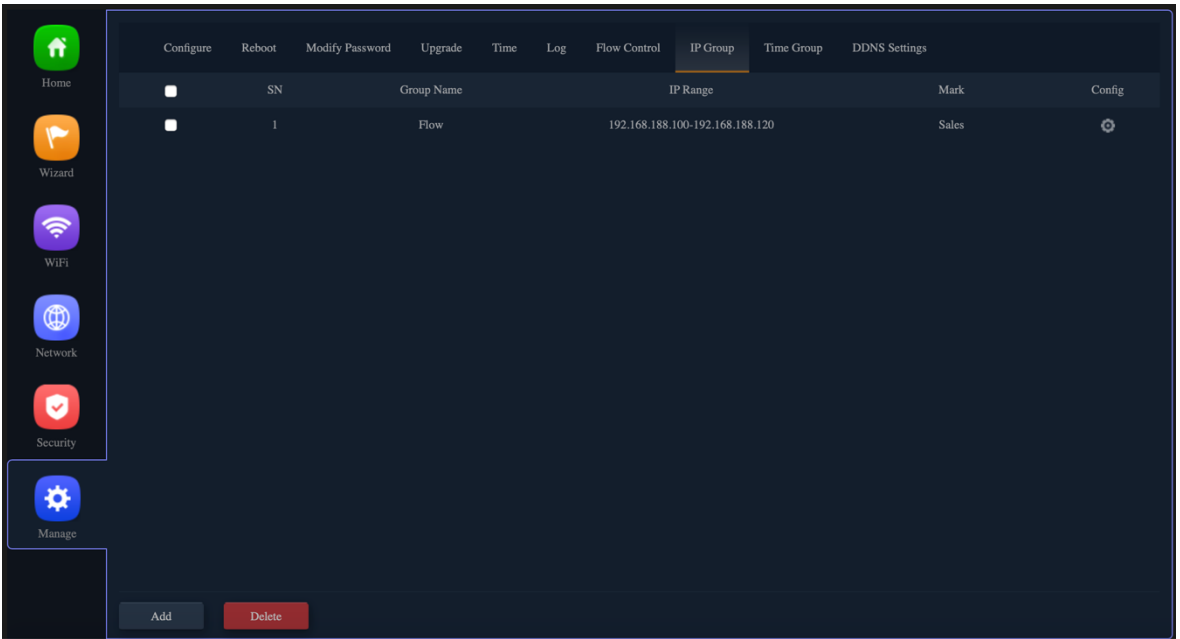 Home
Wizard
WiFi
Network
Security
Manage
Configure Reboot Modify Password Upgrade Time Log Flow Control IP Group Time Group DDNS Settings
SN Group Name IP Range Mark Config
1 Flow 192.168.188.100-192.168.188.120 Sales
Add Delete